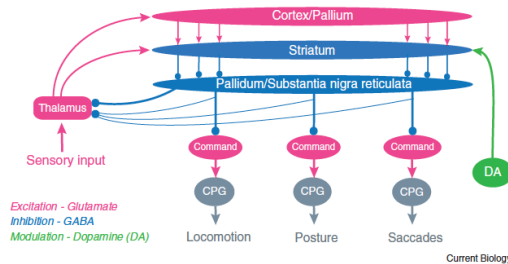 Cortex/Pallium
Striatum
Pallidum/Substantia nigra reticulata
Thalamus
Sensory input
Command
Command
Command
DA
CPG
CPG
CPG
Excitation - Glutamate
Inhibition - GABA
Modulation - Dopamine (DA)
Locomotion
Posture
Saccades
Current Biology